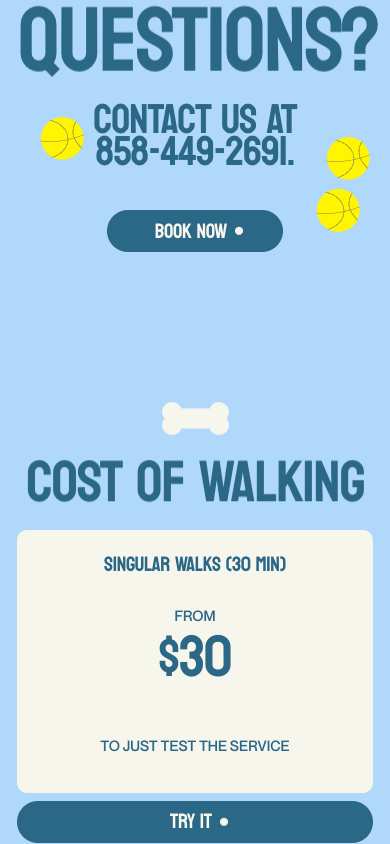 QUESTIONS?
CONTACT US AT
858-449-2691.
BOOK NOW
COST OF WALKING
SINGULAR WALKS (30 MIN)
FROM
$30
TO JUST TEST THE SERVICE
TRY IT